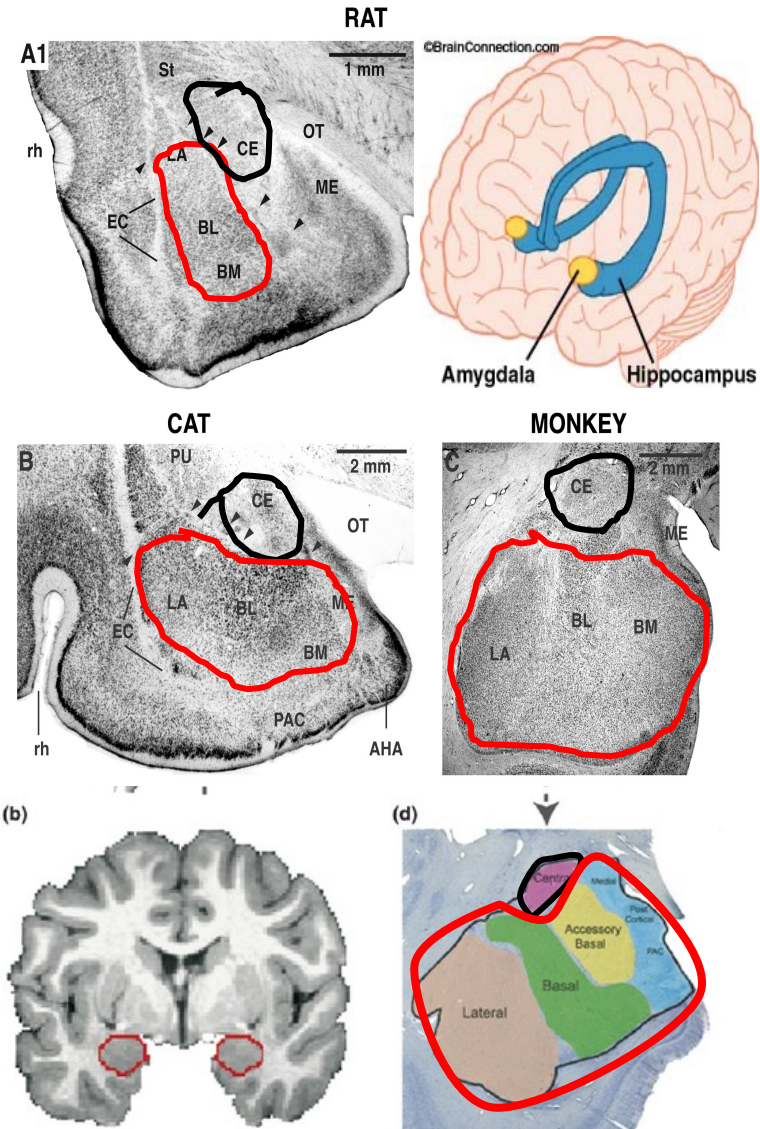 RAT
A1
St
1 mm
©BrainConnection.com
rh
LA
CE
OT
ME
EC
BL
BM
Amygdala
Hippocampus
CAT
MONKEY
B
PU
2 mm
CE
OT
LA
BL
ME
EC
BM
PAC
rh
AHA
C
CE
2 mm
ME
BL
BM
LA
(b)
(d)
Central
Medial
Post
Cortical
Accessory
Basal
PAC
Basal
Lateral